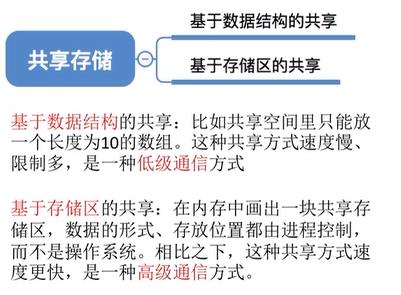 共享存储
基于数据结构的共享
基于存储区的共享
基于数据结构的共享：比如共享空间里只能放
一个长度为10的数组。这种共享方式速度慢、
限制多，是一种低级通信方式
基于存储区的共享：在内存中画出一块共享存
储区，数据的形式、存放位置都由进程控制，
而不是操作系统。相比之下，这种共享方式速
度更快，是一种高级通信方式。